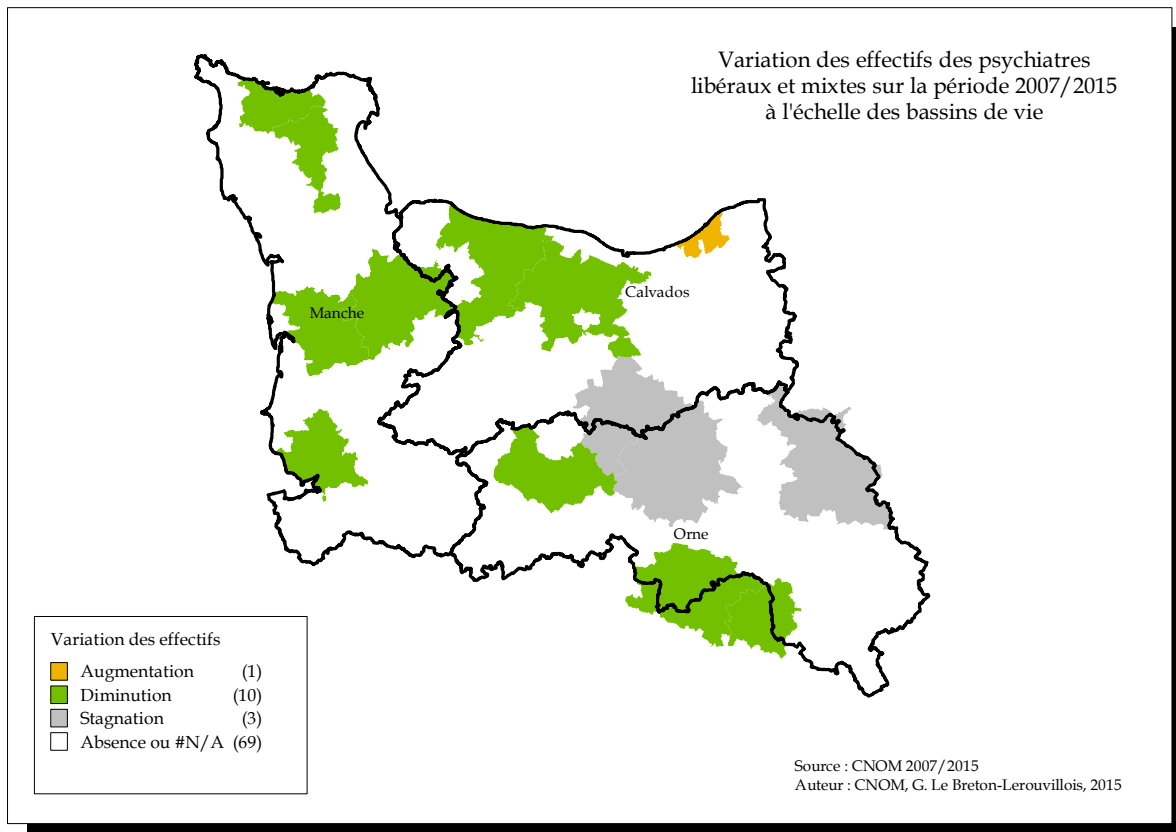 Variation des effectifs des psychiatres
libéraux et mixtes sur la période 2007/2015
à l'échelle des bassins de vie
Calvados
Manche
Orne
Variation des effectifs
Augmentation (1)
Diminution (10)
Stagnation (3)
Absence ou #N/A (69)
Source : CNOM 2007/2015
Auteur : CNOM, G. Le Breton-Lerouvillois, 2015